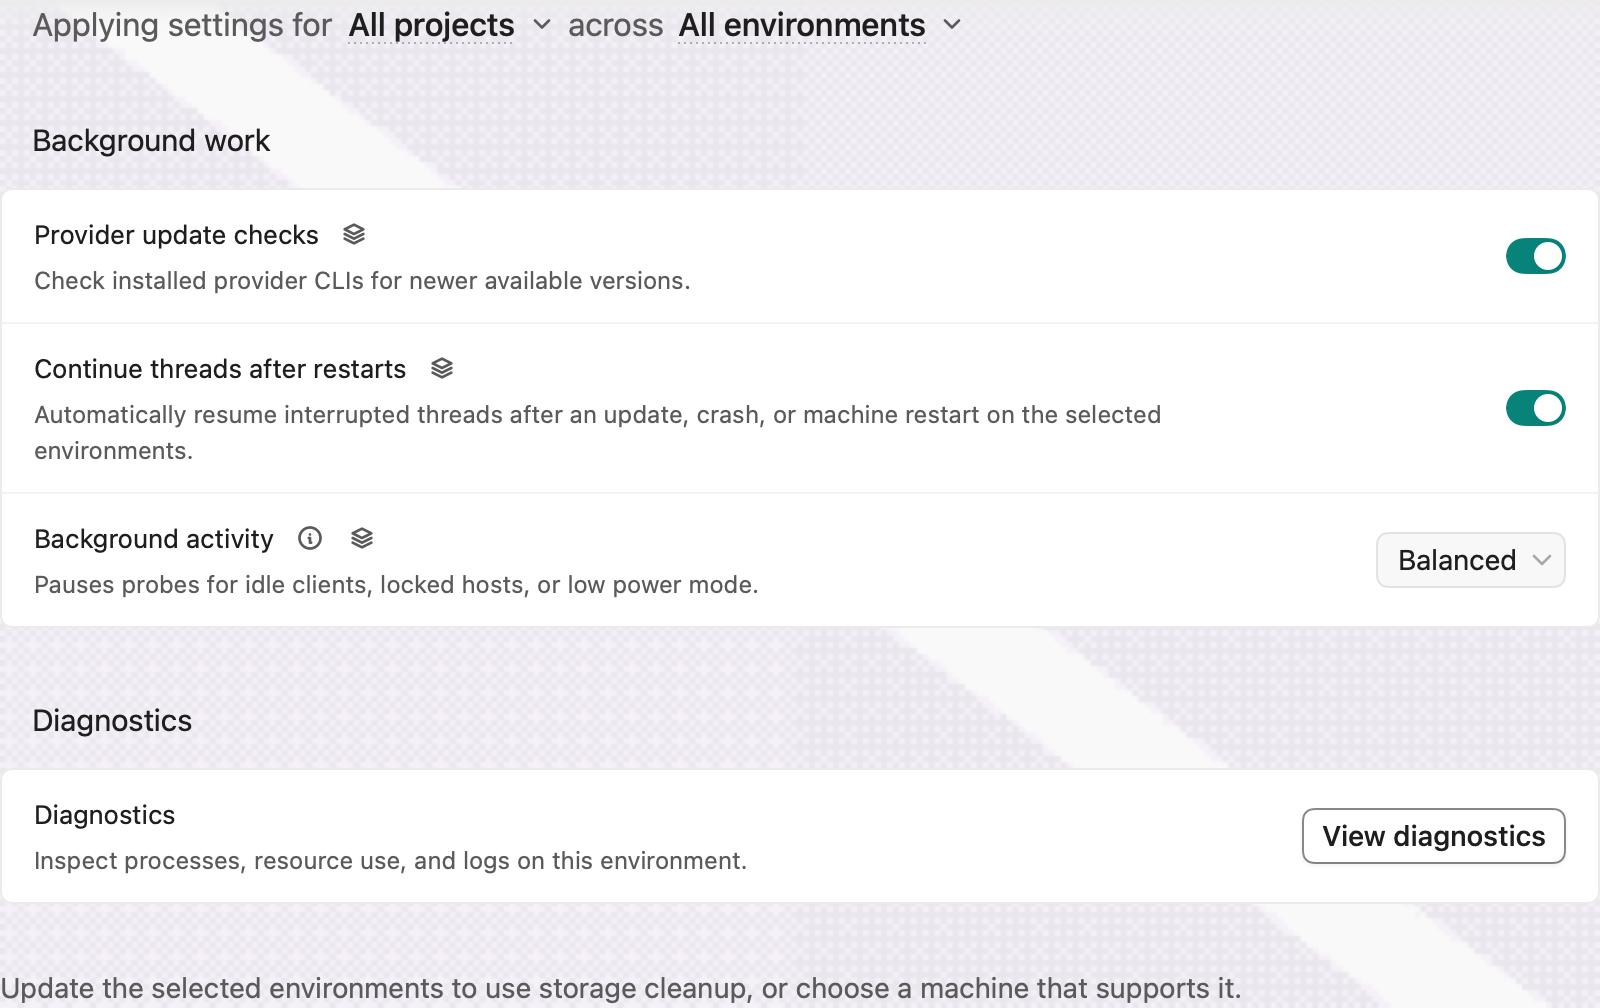 Applying settings for All projects across All environments
Background work
Provider update checks
Check installed provider CLIs for newer available versions.
Continue threads after restarts
Automatically resume interrupted threads after an update, crash, or machine restart on the selected
environments.
Background activity
Balanced
Pauses probes for idle clients, locked hosts, or low power mode.
Diagnostics
Diagnostics
View diagnostics
Inspect processes, resource use, and logs on this environment.
Update the selected environments to use storage cleanup, or choose a machine that supports it.